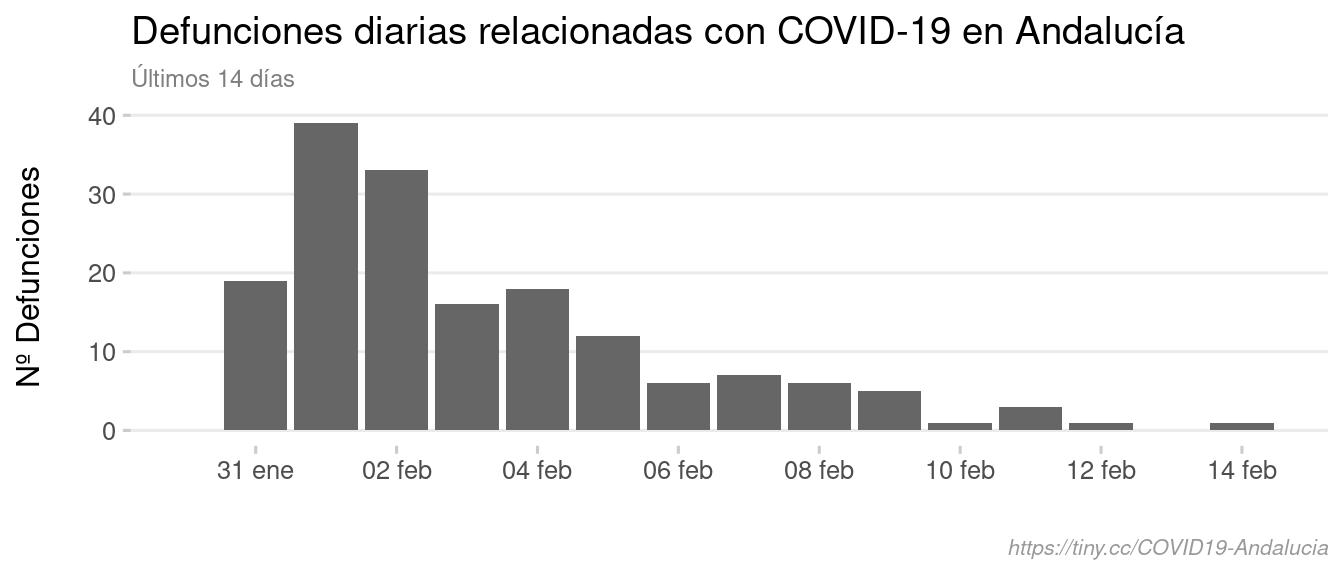 Defunciones diarias relacionadas con COVID-19 en Andalucía
Últimos 14 días
Nº Defunciones
40
30
20
10
0
31 ene 02 feb 04 feb 06 feb 08 feb 10 feb 12 feb 14 feb
https://tiny.cc/COVID19-Andalucia